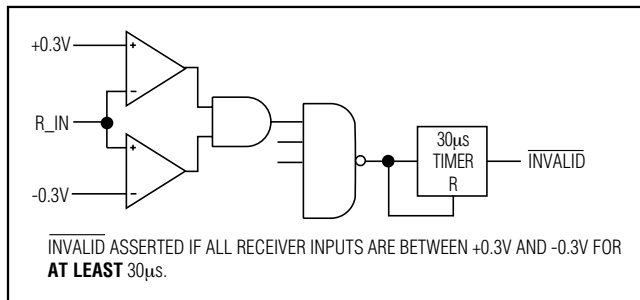 +0.3V
+
-
R_IN
+
-0.3V
-
30µs
TIMER
R
INVALID
INVALID ASSERTED IF ALL RECEIVER INPUTS ARE BETWEEN +0.3V AND -0.3V FOR
AT LEAST 30µs.